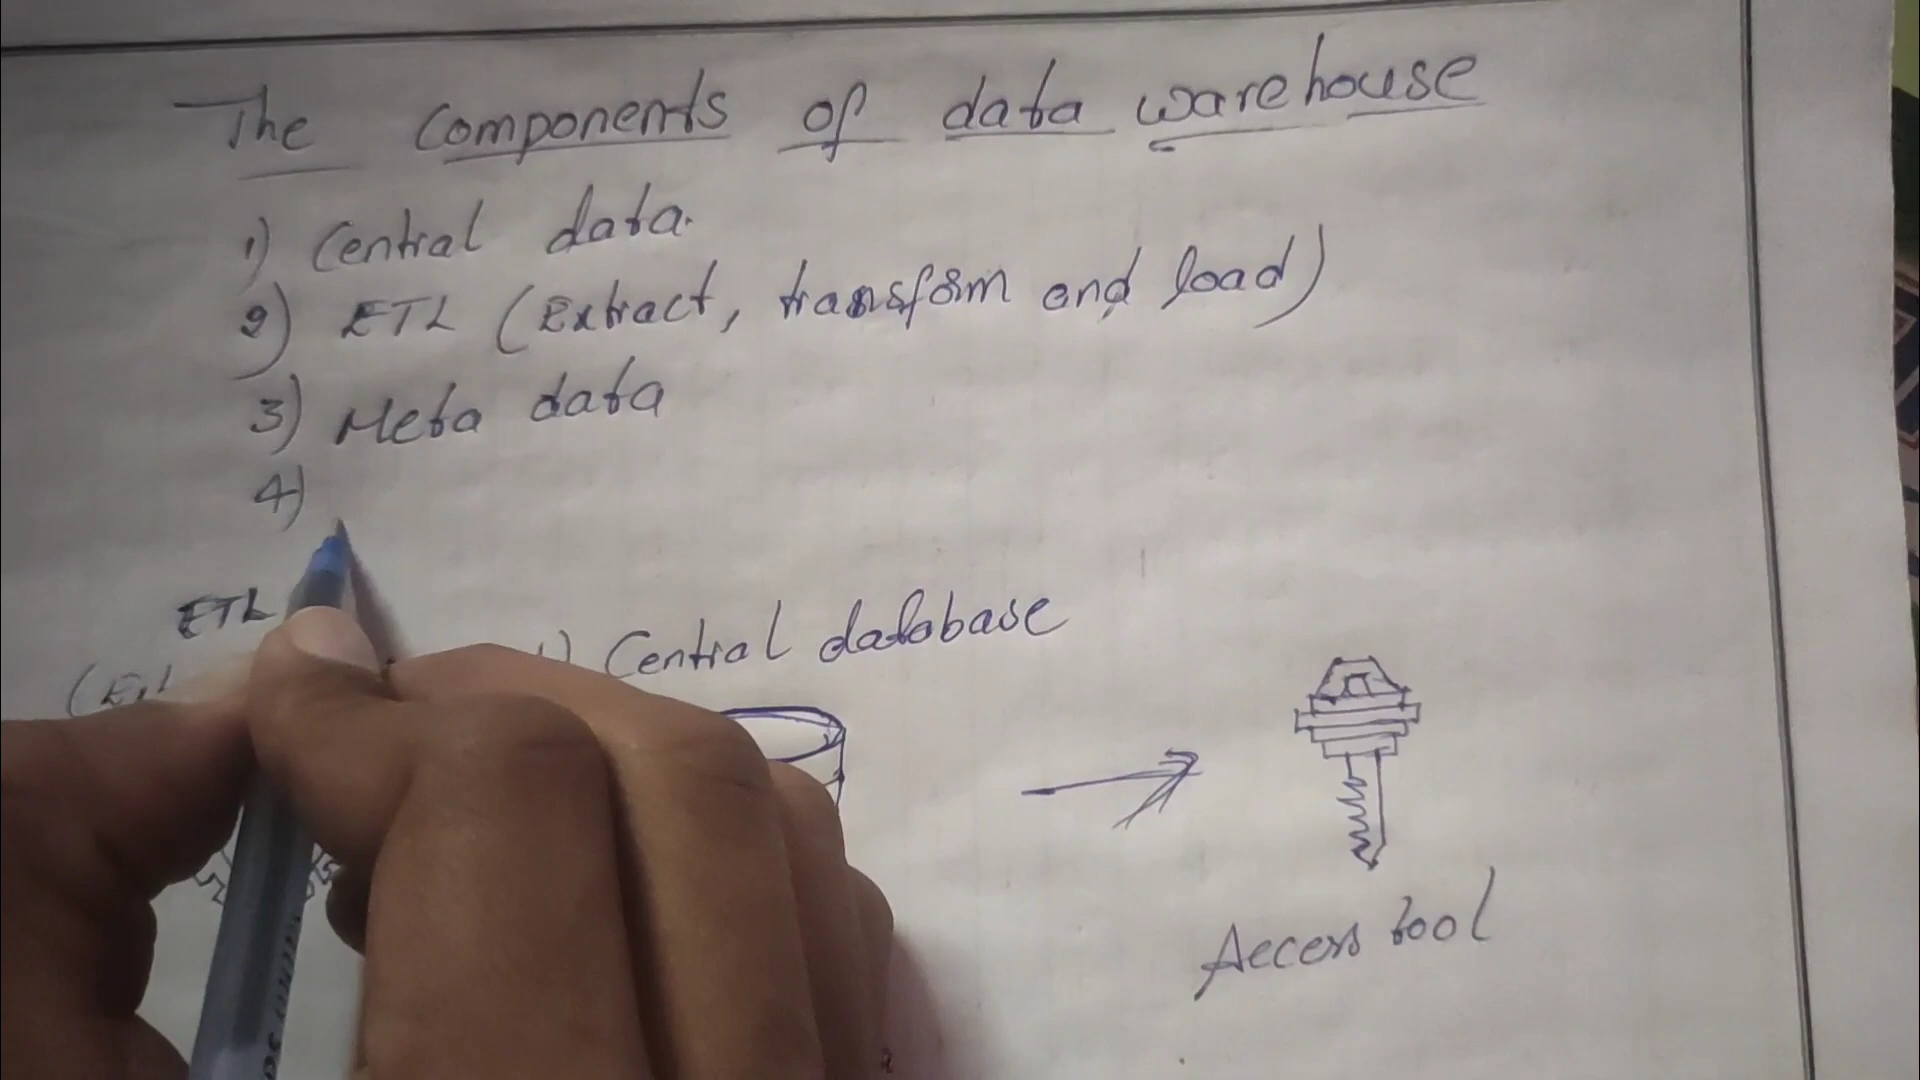 The components of data warehouse
1) Central data.
2) ETL (Extract, transform and load)
3) Meta data
4)
ETL
1) Central database
Access tool